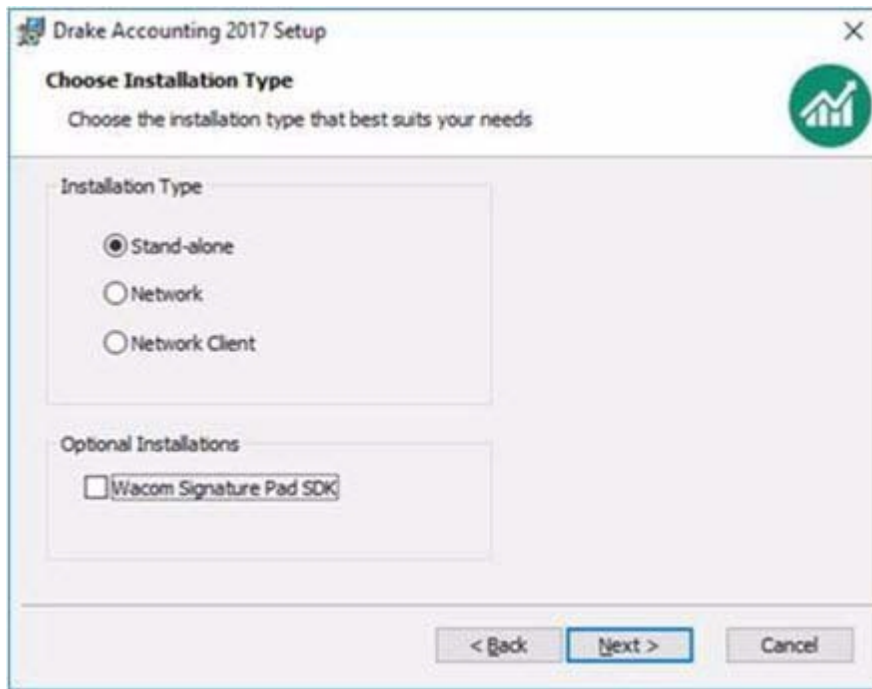 Drake Accounting 2017 Setup
Choose Installation Type
Choose the installation type that best suits your needs
Installation Type
Stand-alone
Network
Network Client
Optional Installations
Wacom Signature Pad SDK
< Back Next > Cancel